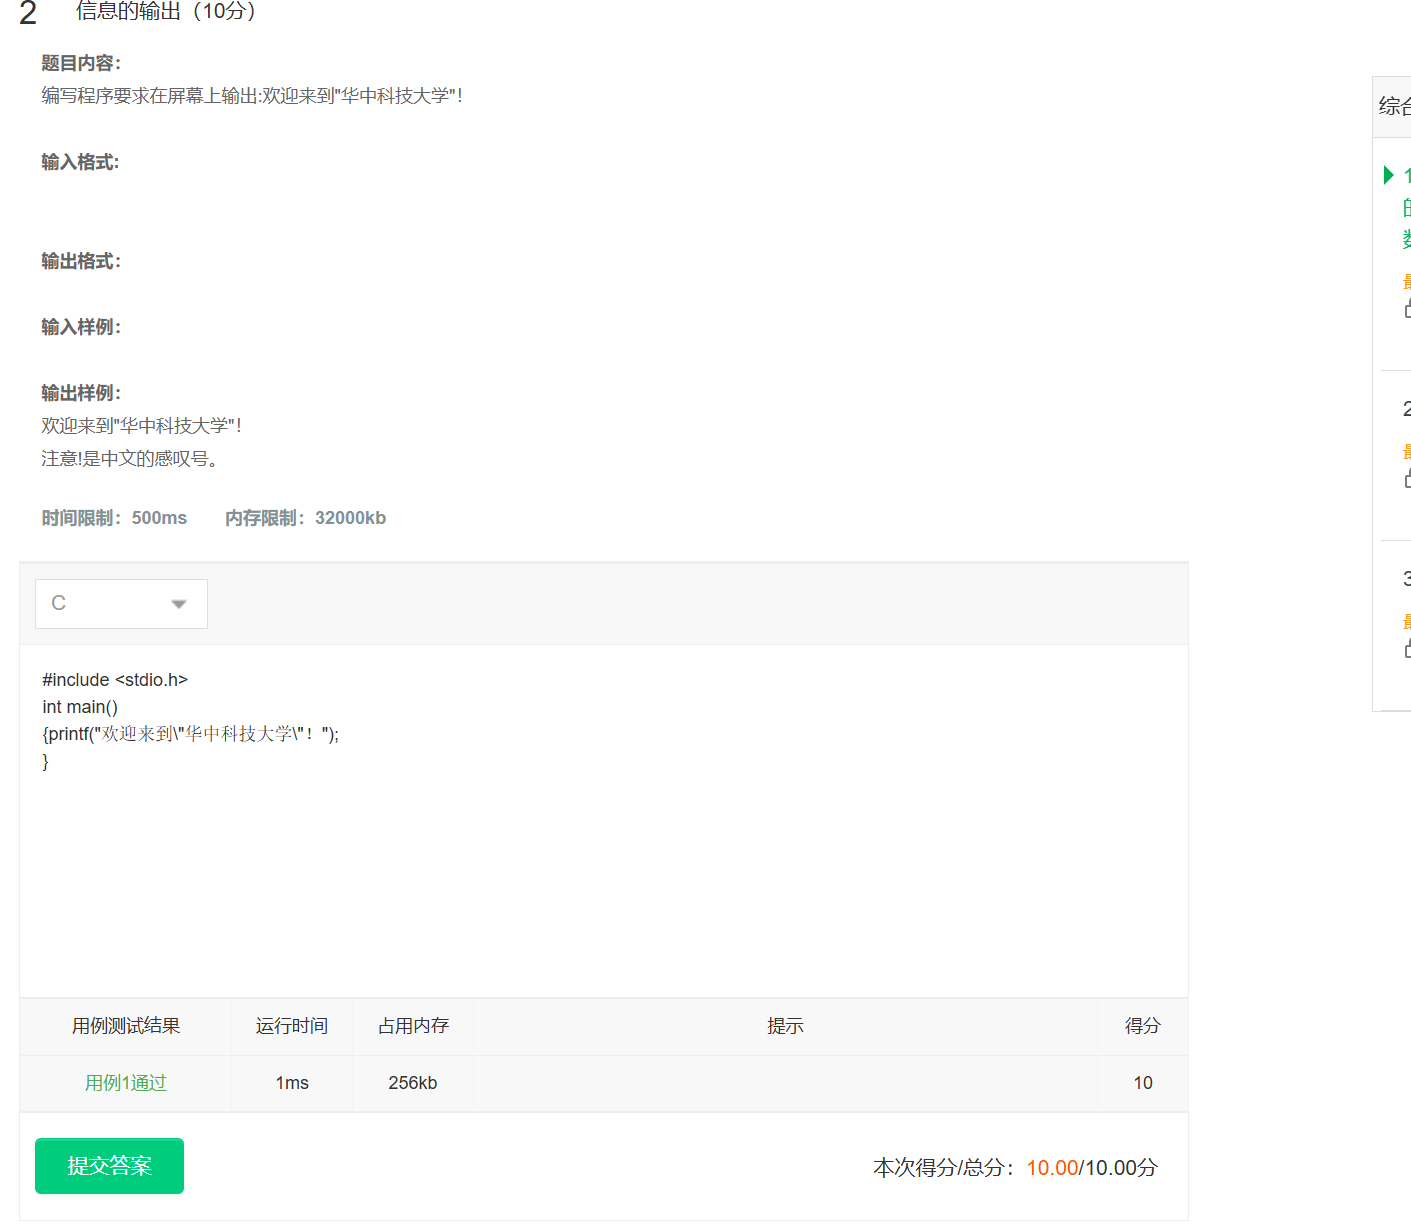 2 信息的输出（10分）
题目内容：
编写程序要求在屏幕上输出:欢迎来到"华中科技大学"！
输入格式:
输出格式：
输入样例：
输出样例：
欢迎来到"华中科技大学"！
注意!是中文的感叹号。
时间限制：500ms 内存限制：32000kb
C
#include <stdio.h>
int main()
{printf("欢迎来到\"华中科技大学\"！");
}
用例测试结果 运行时间 占用内存 提示 得分
用例1通过 1ms 256kb 10
提交答案 本次得分/总分：10.00/10.00分
综合
1
2
3